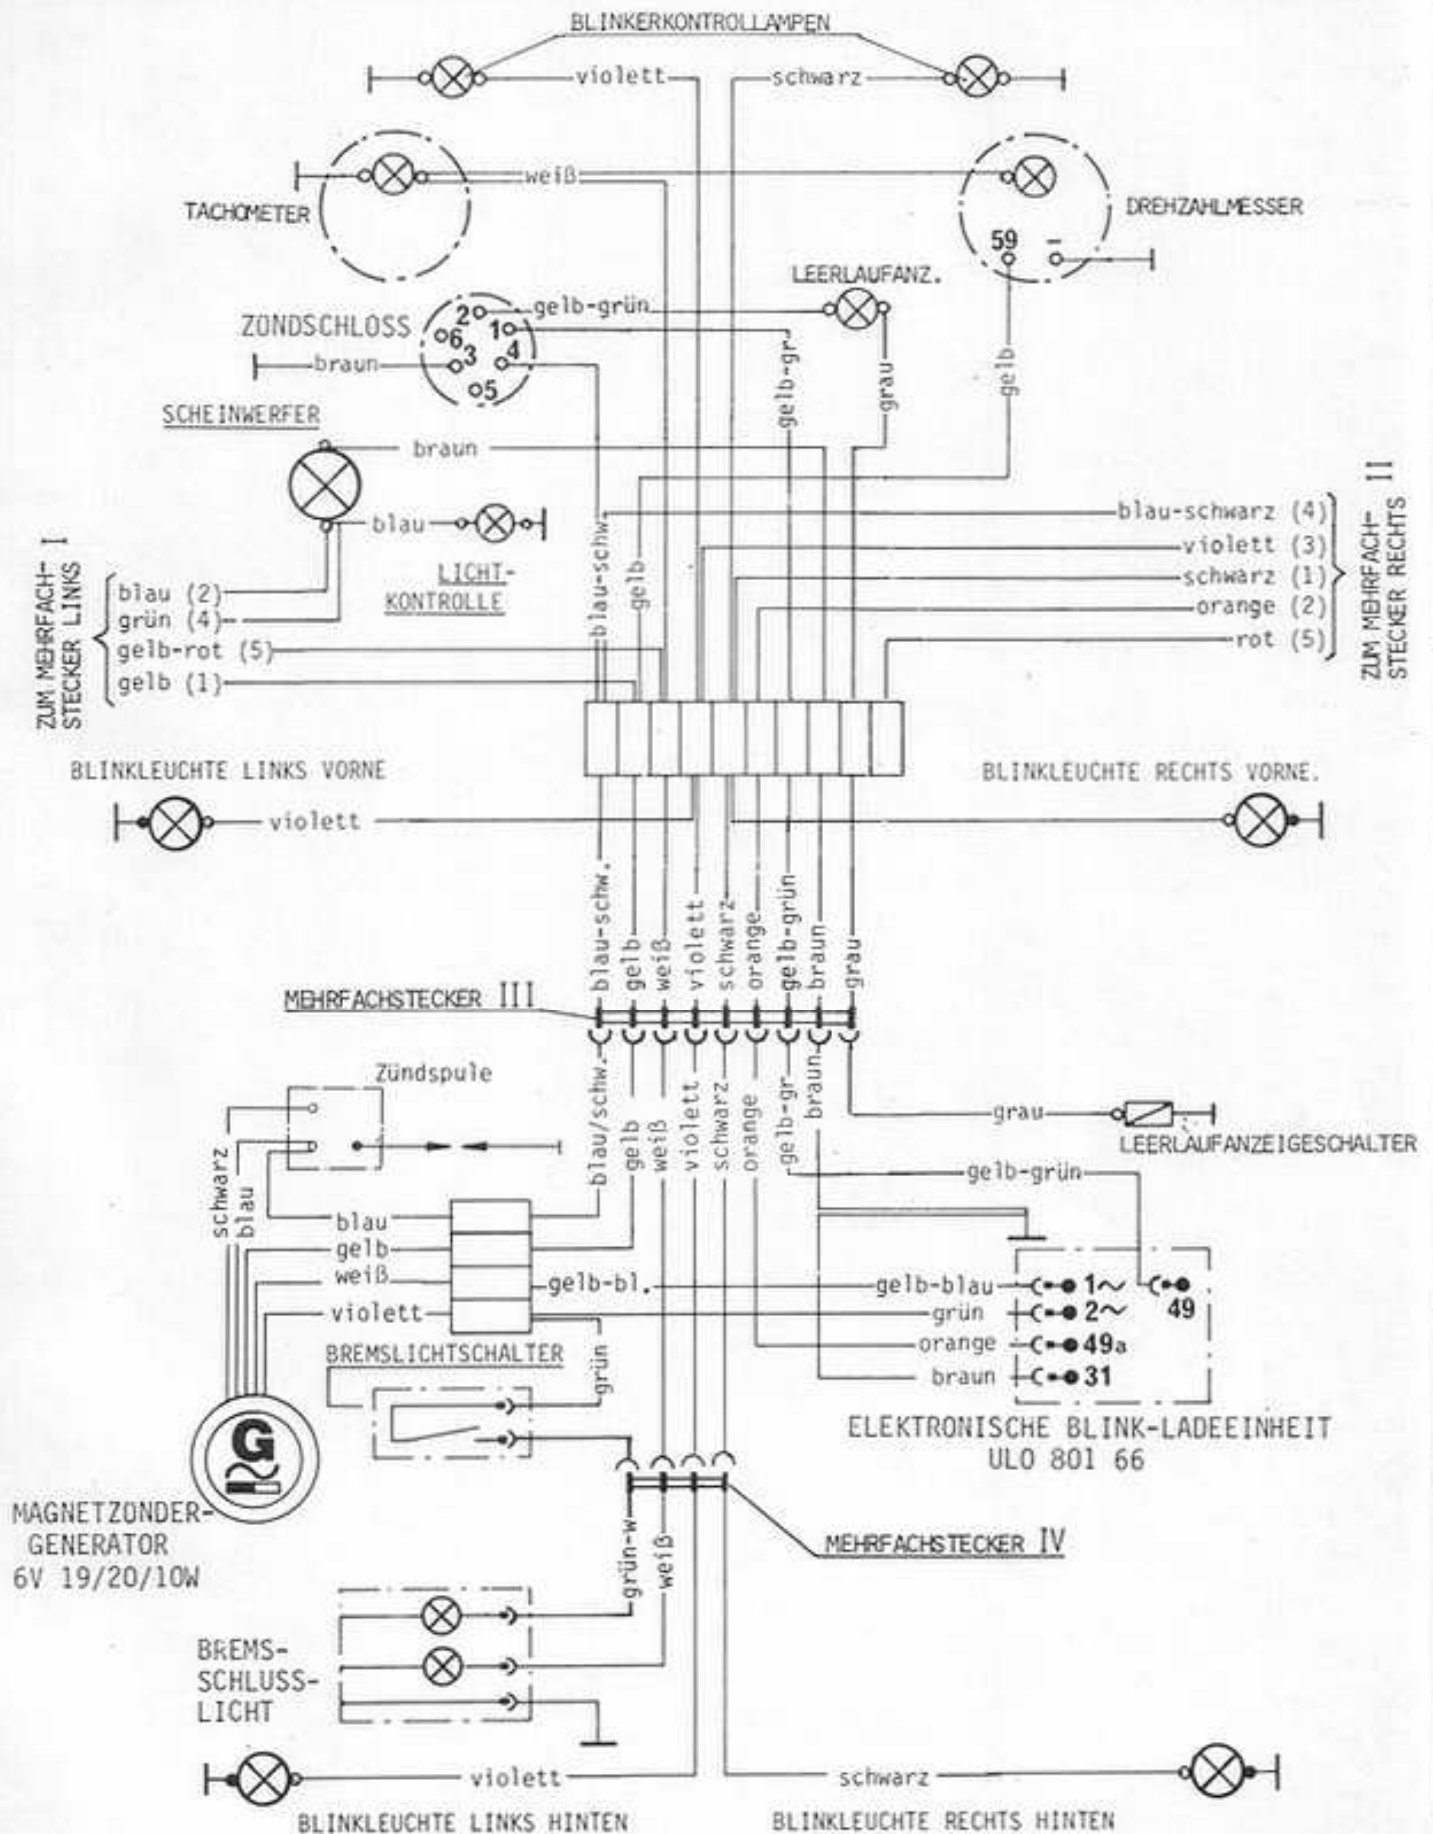 BLINKERKONTROLLAMPEN
violett
schwarz
weiß
TACHOMETER
DREHZAHLMESSER
59
-
LEERLAUFANZ.
gelb-grün
ZÜNDSCHLOSS
2
1
6
3
4
5
braun
gelb-gr.
grau
gelb
SCHEINWERFER
braun
blau
LICHT-
KONTROLLE
blau-schw.
gelb
ZUM MEHRFACH-
STECKER LINKS I
blau (2)
grün (4)
gelb-rot (5)
gelb (1)
blau-schwarz (4)
violett (3)
schwarz (1)
orange (2)
rot (5)
ZUM MEHRFACH-
STECKER RECHTS II
BLINKLEUCHTE LINKS VORNE
BLINKLEUCHTE RECHTS VORNE.
violett
blau-schw.
gelb
weiß
violett
schwarz
orange
gelb-grün
braun
grau
MEHRFACHSTECKER III
Zündspule
blau/schw.
gelb
weiß
violett
schwarz
orange
gelb-gr.
braun
grau
LEERLAUFANZEIGESCHALTER
gelb-grün
schwarz
blau
blau
gelb
weiß
violett
gelb-bl.
gelb-blau
1~
grün
2~
49
orange
49a
braun
31
BREMSLICHTSCHALTER
grün
ELEKTRONISCHE BLINK-LADEEINHEIT
ULO 801 66
G
MAGNETZÜNDER-
GENERATOR
6V 19/20/10W
MEHRFACHSTECKER IV
grün-w
weiß
BREMS-
SCHLUSS-
LICHT
violett
schwarz
BLINKLEUCHTE LINKS HINTEN
BLINKLEUCHTE RECHTS HINTEN